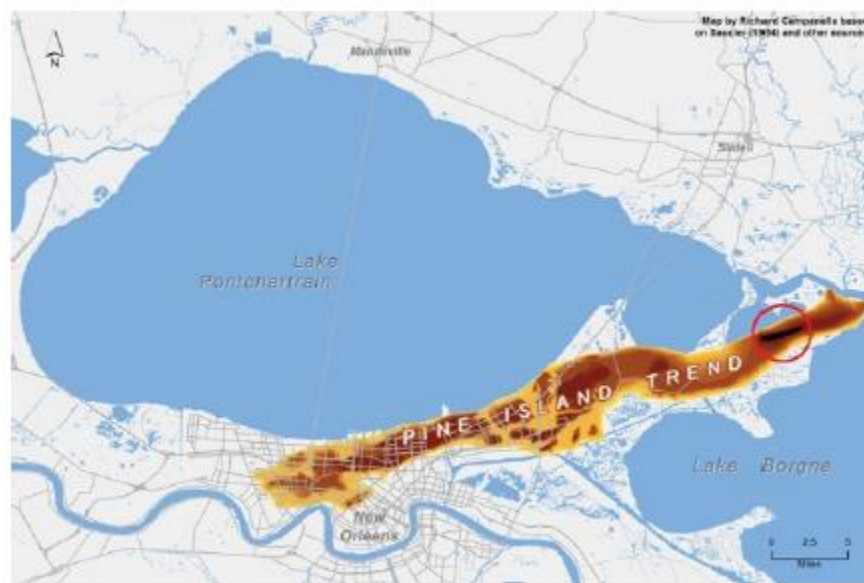 Map by Richard Campanella based
on Saucier (1994) and other sources
N
Mandeville
Slidell
Lake
Pontchartrain
PINE ISLAND TREND
Lake Borgne
New
Orleans
0 2.5 5
Miles